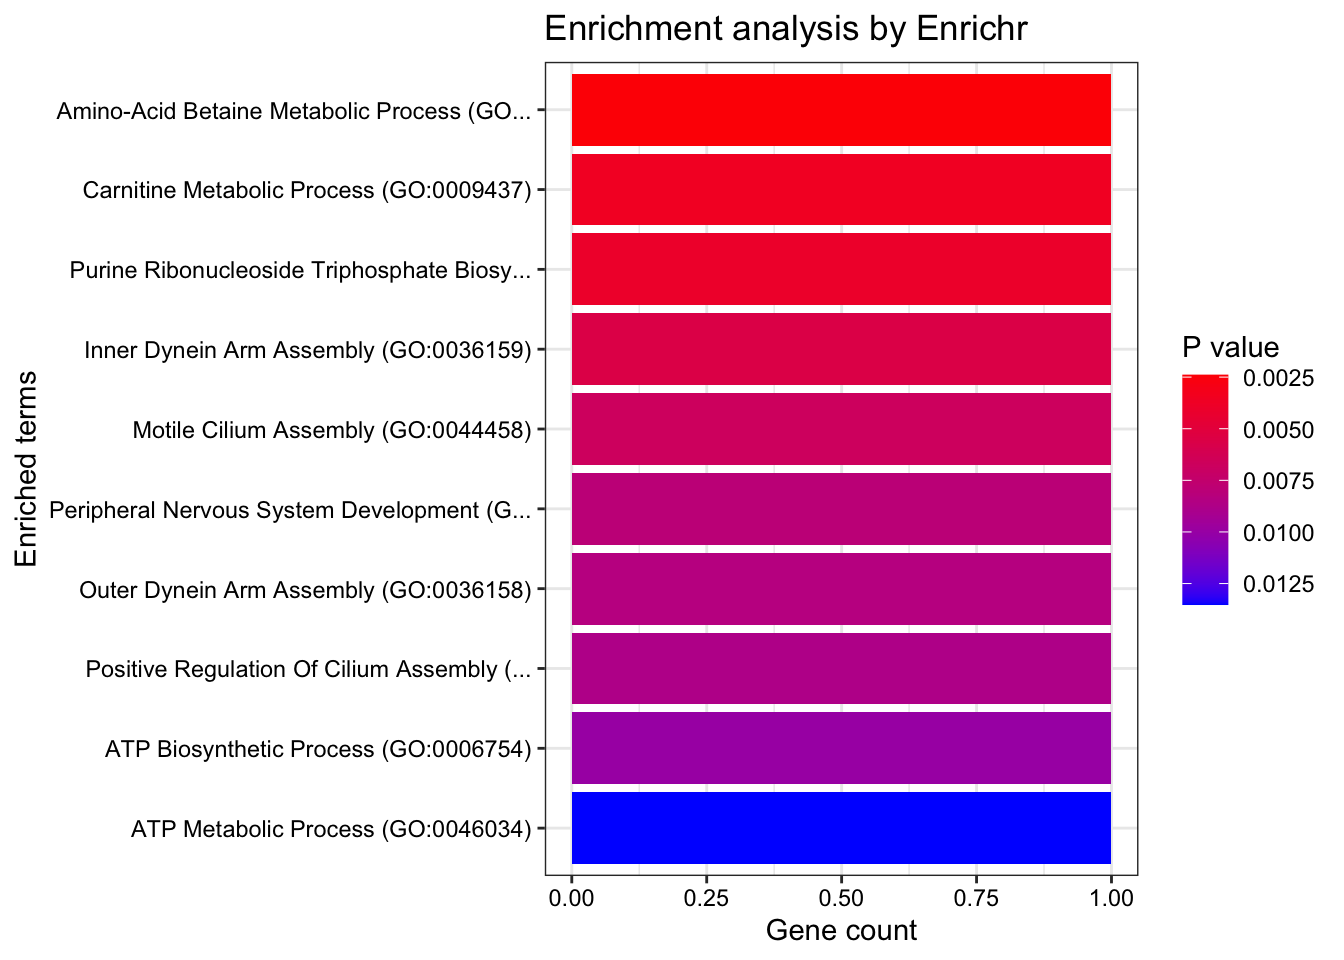 Enrichment analysis by Enrichr
Amino-Acid Betaine Metabolic Process (GO...
Carnitine Metabolic Process (GO:0009437)
Purine Ribonucleoside Triphosphate Biosy...
Inner Dynein Arm Assembly (GO:0036159)
Motile Cilium Assembly (GO:0044458)
Peripheral Nervous System Development (G...
Outer Dynein Arm Assembly (GO:0036158)
Positive Regulation Of Cilium Assembly (...
ATP Biosynthetic Process (GO:0006754)
ATP Metabolic Process (GO:0046034)
Enriched terms
0.00 0.25 0.50 0.75 1.00
Gene count
P value
0.0025
0.0050
0.0075
0.0100
0.0125